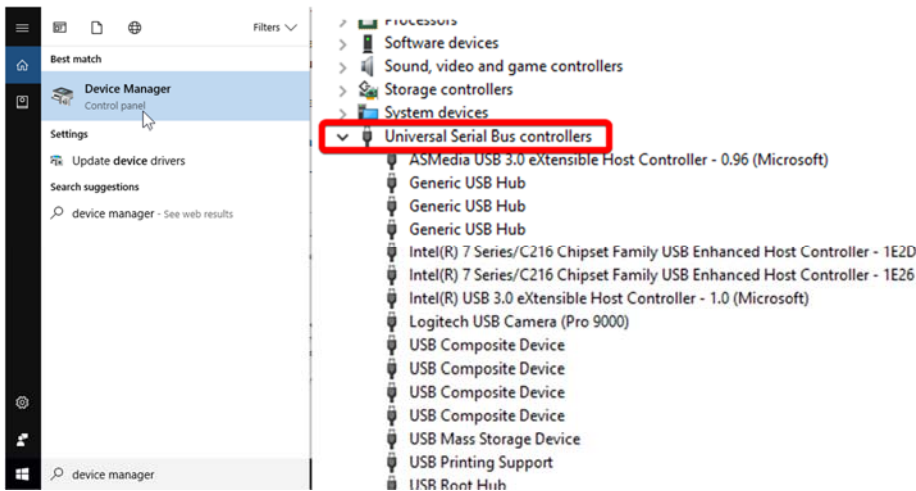 Filters
Best match
Device Manager
Control panel
Settings
Update device drivers
Search suggestions
device manager - See web results
device manager
Processors
Software devices
Sound, video and game controllers
Storage controllers
System devices
Universal Serial Bus controllers
ASMedia USB 3.0 eXtensible Host Controller - 0.96 (Microsoft)
Generic USB Hub
Generic USB Hub
Generic USB Hub
Intel(R) 7 Series/C216 Chipset Family USB Enhanced Host Controller - 1E2D
Intel(R) 7 Series/C216 Chipset Family USB Enhanced Host Controller - 1E26
Intel(R) USB 3.0 eXtensible Host Controller - 1.0 (Microsoft)
Logitech USB Camera (Pro 9000)
USB Composite Device
USB Composite Device
USB Composite Device
USB Composite Device
USB Mass Storage Device
USB Printing Support
USB Root Hub